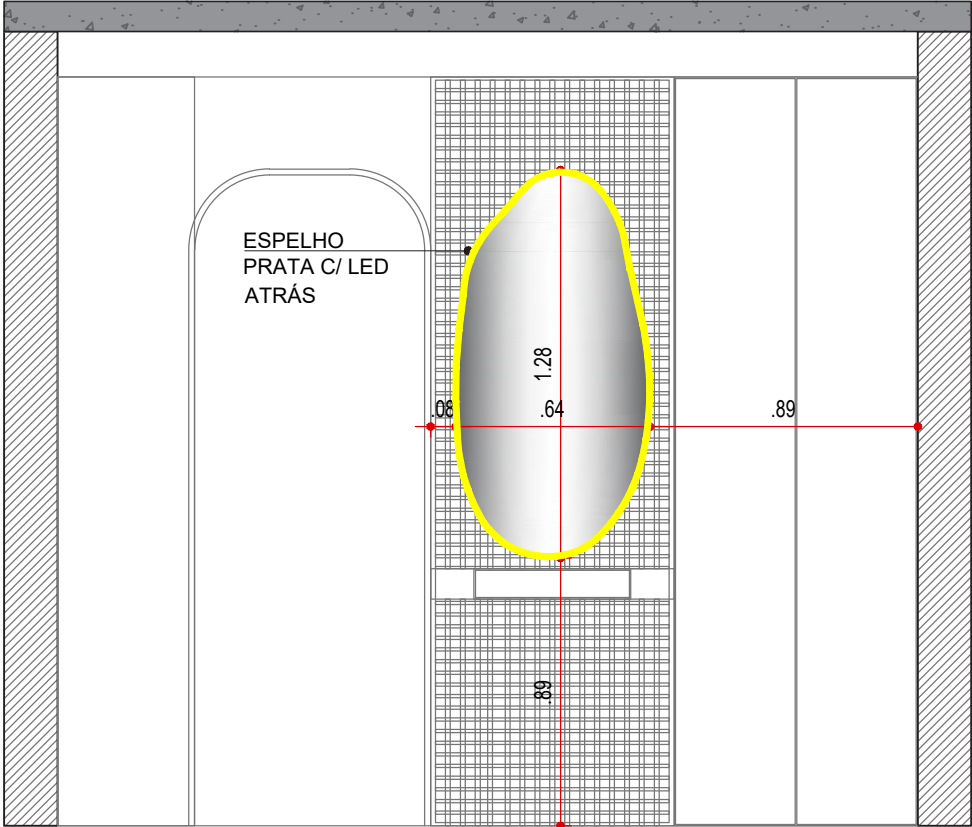 ESPELHO
PRATA C/ LED
ATRÁS
1.28
.08
.64
.89
.89